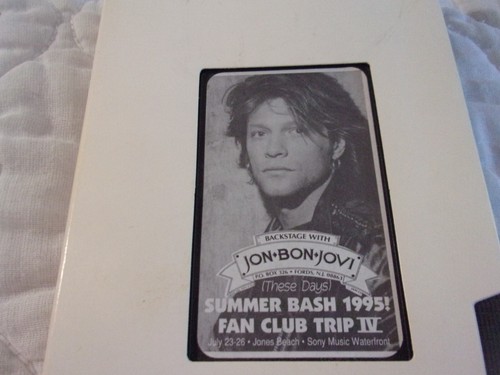 BACKSTAGE WITH
JON•BON•JOVI
P.O. BOX 326 • FORDS, N.J. 08863
(These Days)
SUMMER BASH 1995!
FAN CLUB TRIP IV
July 23-26 • Jones Beach • Sony Music Waterfront